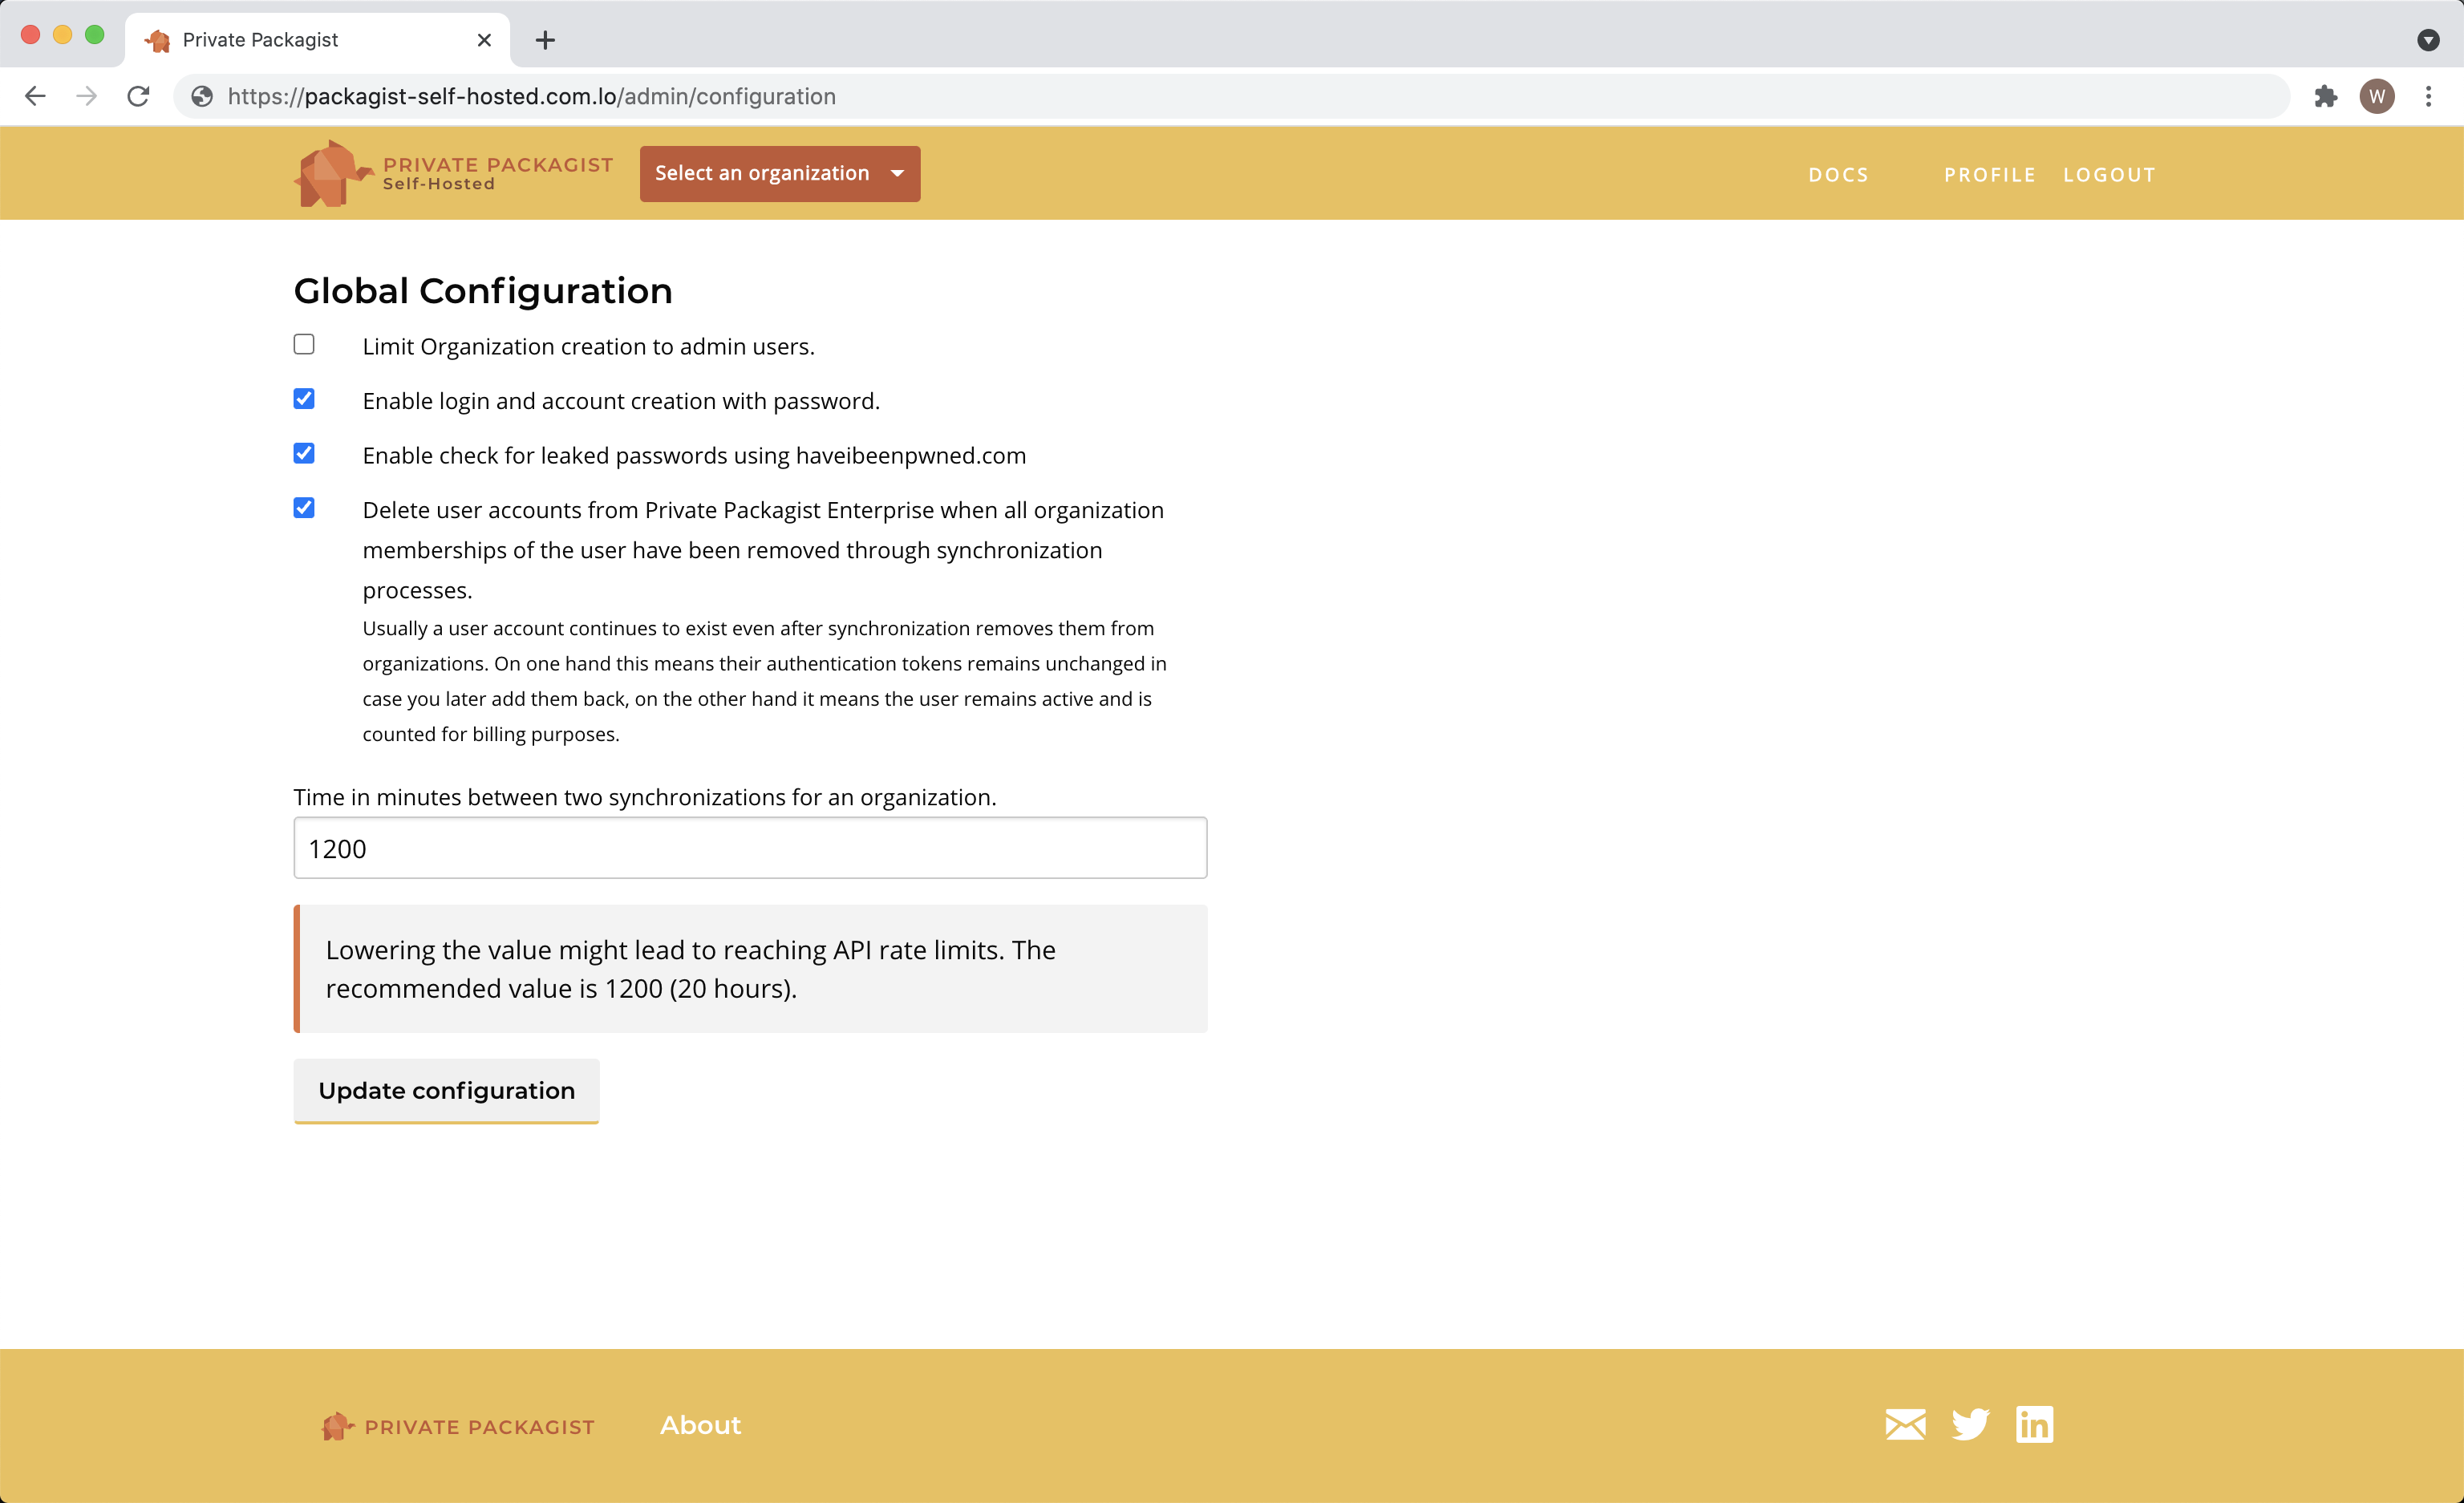 Private Packagist
https://packagist-self-hosted.com.lo/admin/configuration
W
PRIVATE PACKAGIST
Self-Hosted
Select an organization
DOCS
PROFILE
LOGOUT
Global Configuration
Limit Organization creation to admin users.
Enable login and account creation with password.
Enable check for leaked passwords using haveibeenpwned.com
Delete user accounts from Private Packagist Enterprise when all organization
memberships of the user have been removed through synchronization
processes.
Usually a user account continues to exist even after synchronization removes them from
organizations. On one hand this means their authentication tokens remains unchanged in
case you later add them back, on the other hand it means the user remains active and is
counted for billing purposes.
Time in minutes between two synchronizations for an organization.
1200
Lowering the value might lead to reaching API rate limits. The
recommended value is 1200 (20 hours).
Update configuration
PRIVATE PACKAGIST
About
in